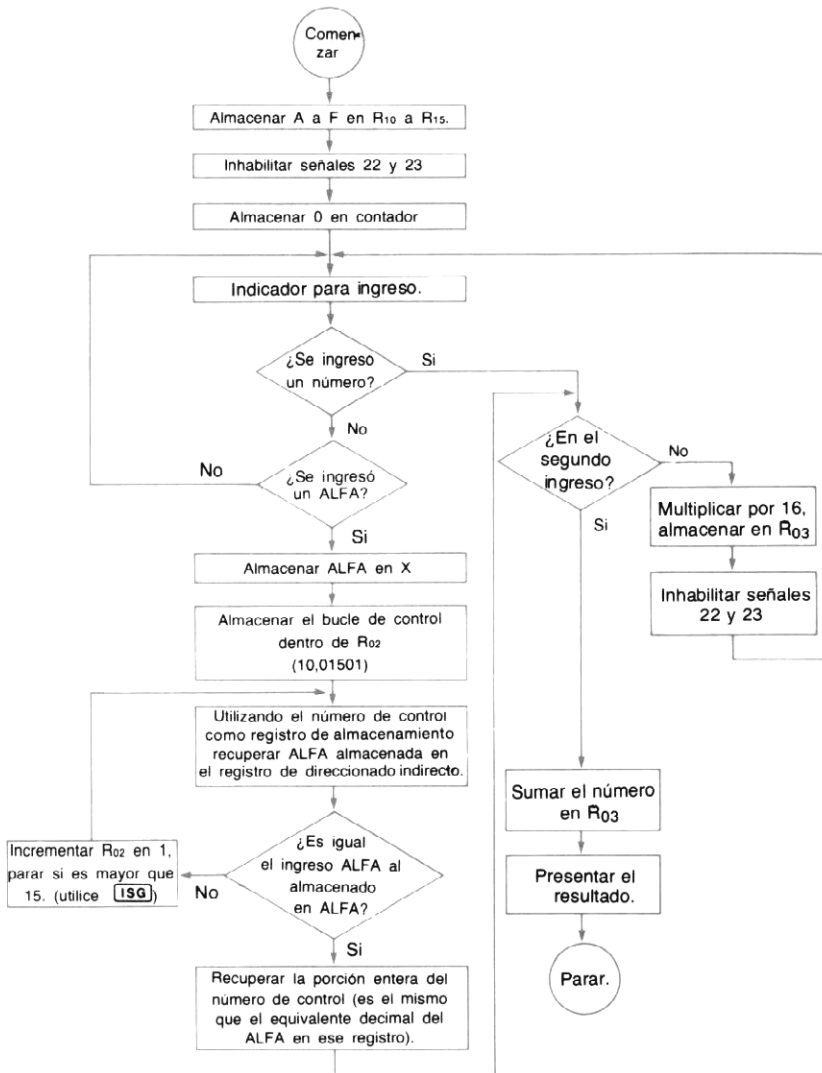 Comen-
zar
Almacenar A a F en R10 a R15.
Inhabilitar señales 22 y 23
Almacenar 0 en contador
Indicador para ingreso.
¿Se ingresó
un número?
Si
No
¿Se ingresó
un ALFA?
No
Si
Almacenar ALFA en X
Almacenar el bucle de control
dentro de R02
(10,01501)
Utilizando el número de control
como registro de almacenamiento
recuperar ALFA almacenada en
el registro de direccionado indirecto.
¿Es igual
el ingreso ALFA al
almacenado
en ALFA?
No
Incrementar R02 en 1,
parar si es mayor que
15. (utilice ISG)
Si
Recuperar la porción entera del
número de control (es el mismo
que el equivalente decimal del
ALFA en ese registro).
¿En el
segundo
ingreso?
No
Si
Multiplicar por 16,
almacenar en R03
Inhabilitar señales
22 y 23
Sumar el número
en R03
Presentar el
resultado.
Parar.